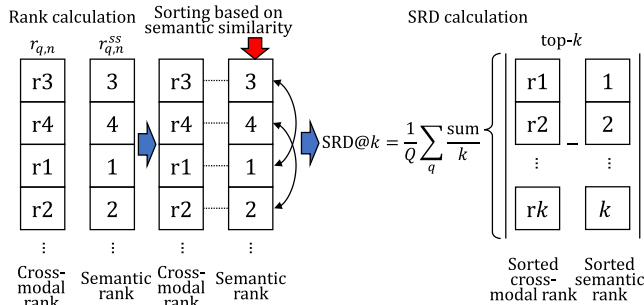 Rank calculation
Sorting based on
semantic similarity
SRD calculation
r_{q,n}
r^{ss}_{q,n}
top-k
r3 3 r3 3
r4 4 r4 4
r1 1 r1 1
r2 2 r2 2
⋮ ⋮ ⋮ ⋮
Cross-
modal
rank
Semantic
rank
Cross-
modal
rank
Semantic
rank
SRD@k = 1/Q ∑_q sum/k
r1 1
r2 − 2
⋮ ⋮
rk k
Sorted
cross-
modal rank
Sorted
semantic
rank